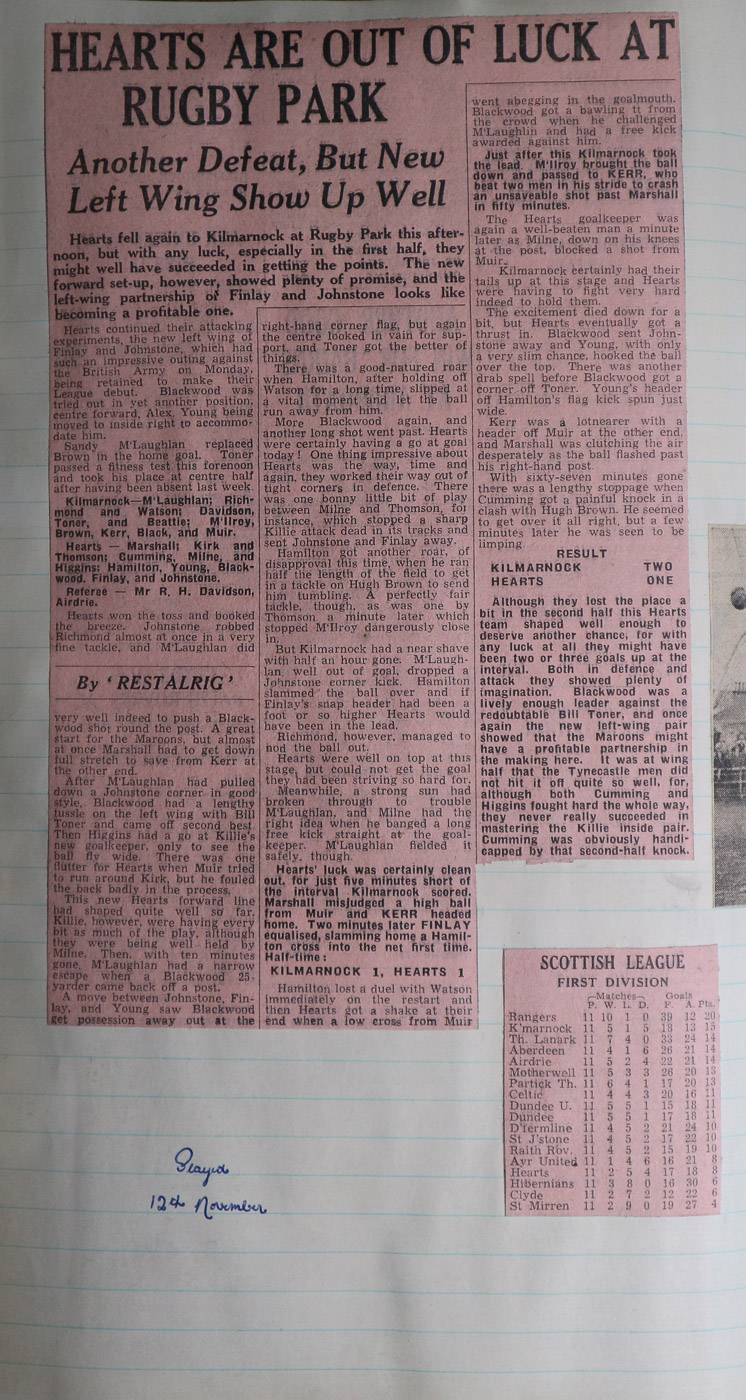 HEARTS ARE OUT OF LUCK AT
RUGBY PARK
Another Defeat, But New
Left Wing Show Up Well
Hearts fell again to Kilmarnock at Rugby Park this after-
noon, but with any luck, especially in the first half, they
might well have succeeded in getting the points. The new
forward set-up, however, showed plenty of promise, and the
left-wing partnership of Finlay and Johnstone looks like
becoming a profitable one.
Hearts continued their attacking
experiments, the new left wing of
Finlay and Johnstone, which had
such an impressive outing against
the British Army on Monday,
being retained to make their
League debut. Blackwood was
tried out in yet another position,
centre forward, Alex. Young being
moved to inside right to accommo-
date him.
Sandy M'Laughlan replaced
Brown in the home goal. Toner
passed a fitness test this forenoon
and took his place at centre half
after having been absent last week.
Kilmarnock—M'Laughlan; Rich-
mond and Watson; Davidson,
Toner, and Beattie; M'Ilroy,
Brown, Kerr, Black, and Muir.
Hearts — Marshall; Kirk and
Thomson; Cumming, Milne, and
Higgins; Hamilton, Young, Black-
wood, Finlay, and Johnstone.
Referee — Mr R. H. Davidson,
Airdrie.
Hearts won the toss and booked
the breeze. Johnstone robbed
Richmond almost at once in a very
fine tackle, and M'Laughlan did
By 'RESTALRIG'
very well indeed to push a Black-
wood shot round the post. A great
start for the Maroons, but almost
at once Marshall had to get down
full stretch to save from Kerr at
the other end.
After M'Laughlan had pulled
down a Johnstone corner in good
style, Blackwood had a lengthy
tussle on the left wing with Bill
Toner and came off second best.
Then Higgins had a go at Killie's
new goalkeeper, only to see the
ball fly wide. There was one
flutter for Hearts when Muir tried
to run around Kirk, but he fouled
the back badly in the process.
This new Hearts forward line
had shaped quite well so far.
Killie, however, were having every
bit as much of the play, although
they were being well held by
Milne. Then, with ten minutes
gone, M'Laughlan had a narrow
escape when a Blackwood 25-
yarder came back off a post.
A move between Johnstone, Fin-
lay, and Young saw Blackwood
get possession away out at the
right-hand corner flag, but again
the centre looked in vain for sup-
port, and Toner got the better of
things.
There was a good-natured roar
when Hamilton, after holding off
Watson for a long time, slipped at
a vital moment and let the ball
run away from him.
More Blackwood again, and
another long shot went past. Hearts
were certainly having a go at goal
today! One thing impressive about
Hearts was the way, time and
again, they worked their way out of
tight corners in defence. There
was one bonny little bit of play
between Milne and Thomson, for
instance, which stopped a sharp
Killie attack dead in its tracks and
sent Johnstone and Finlay away.
Hamilton got another roar, of
disapproval this time, when he ran
half the length of the field to get
in a tackle on Hugh Brown to send
him tumbling. A perfectly fair
tackle, though, as was one by
Thomson a minute later which
stopped M'Ilroy dangerously close
in.
But Kilmarnock had a near shave
with half an hour gone. M'Laugh-
lan, well out of goal, dropped a
Johnstone corner kick. Hamilton
slammed the ball over and if
Finlay's snap header had been a
foot or so higher Hearts would
have been in the lead.
Richmond, however, managed to
nod the ball out.
Hearts were well on top at this
stage, but could not get the goal
they had been striving so hard for.
Meanwhile, a strong sun had
broken through to trouble
M'Laughlan, and Milne had the
right idea when he banged a long
free kick straight at the goal-
keeper. M'Laughlan fielded it
safely, though.
Hearts' luck was certainly clean
out, for just five minutes short of
the interval Kilmarnock scored.
Marshall misjudged a high ball
from Muir and KERR headed
home. Two minutes later FINLAY
equalised, slamming home a Hamil-
ton cross into the net first time.
Half-time:
KILMARNOCK 1, HEARTS 1
Hamilton lost a duel with Watson
immediately on the restart and
then Hearts got a shake at their
end when a low cross from Muir
went abegging in the goalmouth.
Blackwood got a bawling tt from
the crowd when he challenged
M'Laughlin and had a free kick
awarded against him.
Just after this Kilmarnock took
the lead. M'Ilroy brought the ball
down and passed to KERR, who
beat two men in his stride to crash
an unsaveable shot past Marshall
in fifty minutes.
The Hearts goalkeeper was
again a well-beaten man a minute
later as Milne, down on his knees
at the post, blocked a shot from
Muir.
Kilmarnock certainly had their
tails up at this stage and Hearts
were having to fight very hard
indeed to hold them.
The excitement died down for a
bit, but Hearts eventually got a
thrust in. Blackwood sent John-
stone away and Young, with only
a very slim chance, hooked the ball
over the top. There was another
drab spell before Blackwood got a
corner off Toner. Young's header
off Hamilton's flag kick spun just
wide.
Kerr was a lotnearer with a
header off Muir at the other end,
and Marshall was clutching the air
desperately as the ball flashed past
his right-hand post.
With sixty-seven minutes gone
there was a lengthy stoppage when
Cumming got a painful knock in a
clash with Hugh Brown. He seemed
to get over it all right, but a few
minutes later he was seen to be
limping.
RESULT
KILMARNOCK TWO
HEARTS ONE
Although they lost the place a
bit in the second half this Hearts
team shaped well enough to
deserve another chance, for with
any luck at all they might have
been two or three goals up at the
interval. Both in defence and
attack they showed plenty of
imagination. Blackwood was a
lively enough leader against the
redoubtable Bill Toner, and once
again the new left-wing pair
showed that the Maroons might
have a profitable partnership in
the making here. It was at wing
half that the Tynecastle men did
not hit it off quite so well, for,
although both Cumming and
Higgins fought hard the whole way,
they never really succeeded in
mastering the Killie inside pair.
Cumming was obviously handi-
capped by that second-half knock.
SCOTTISH LEAGUE
FIRST DIVISION
Matches Goals
P. W. L. D. F. A. Pts.
Rangers 11 10 1 0 39 12 20
K'marnock 11 5 1 5 18 13 15
Th. Lanark 11 7 4 0 33 24 14
Aberdeen 11 4 1 6 26 21 14
Airdrie 11 5 2 4 22 21 14
Motherwell 11 5 3 3 26 20 13
Partick Th. 11 6 4 1 17 20 13
Celtic 11 4 4 3 20 16 11
Dundee U. 11 5 5 1 15 18 11
Dundee 11 5 5 1 17 18 11
D'fermline 11 4 5 2 21 24 10
St J'stone 11 4 5 2 17 22 10
Raith Rov. 11 4 5 2 15 19 10
Ayr United 11 1 4 6 16 21 8
Hearts 11 2 5 4 17 18 8
Hibernians 11 3 8 0 16 30 6
Clyde 11 2 7 2 12 22 6
St Mirren 11 2 9 0 19 27 4
Played
12th November